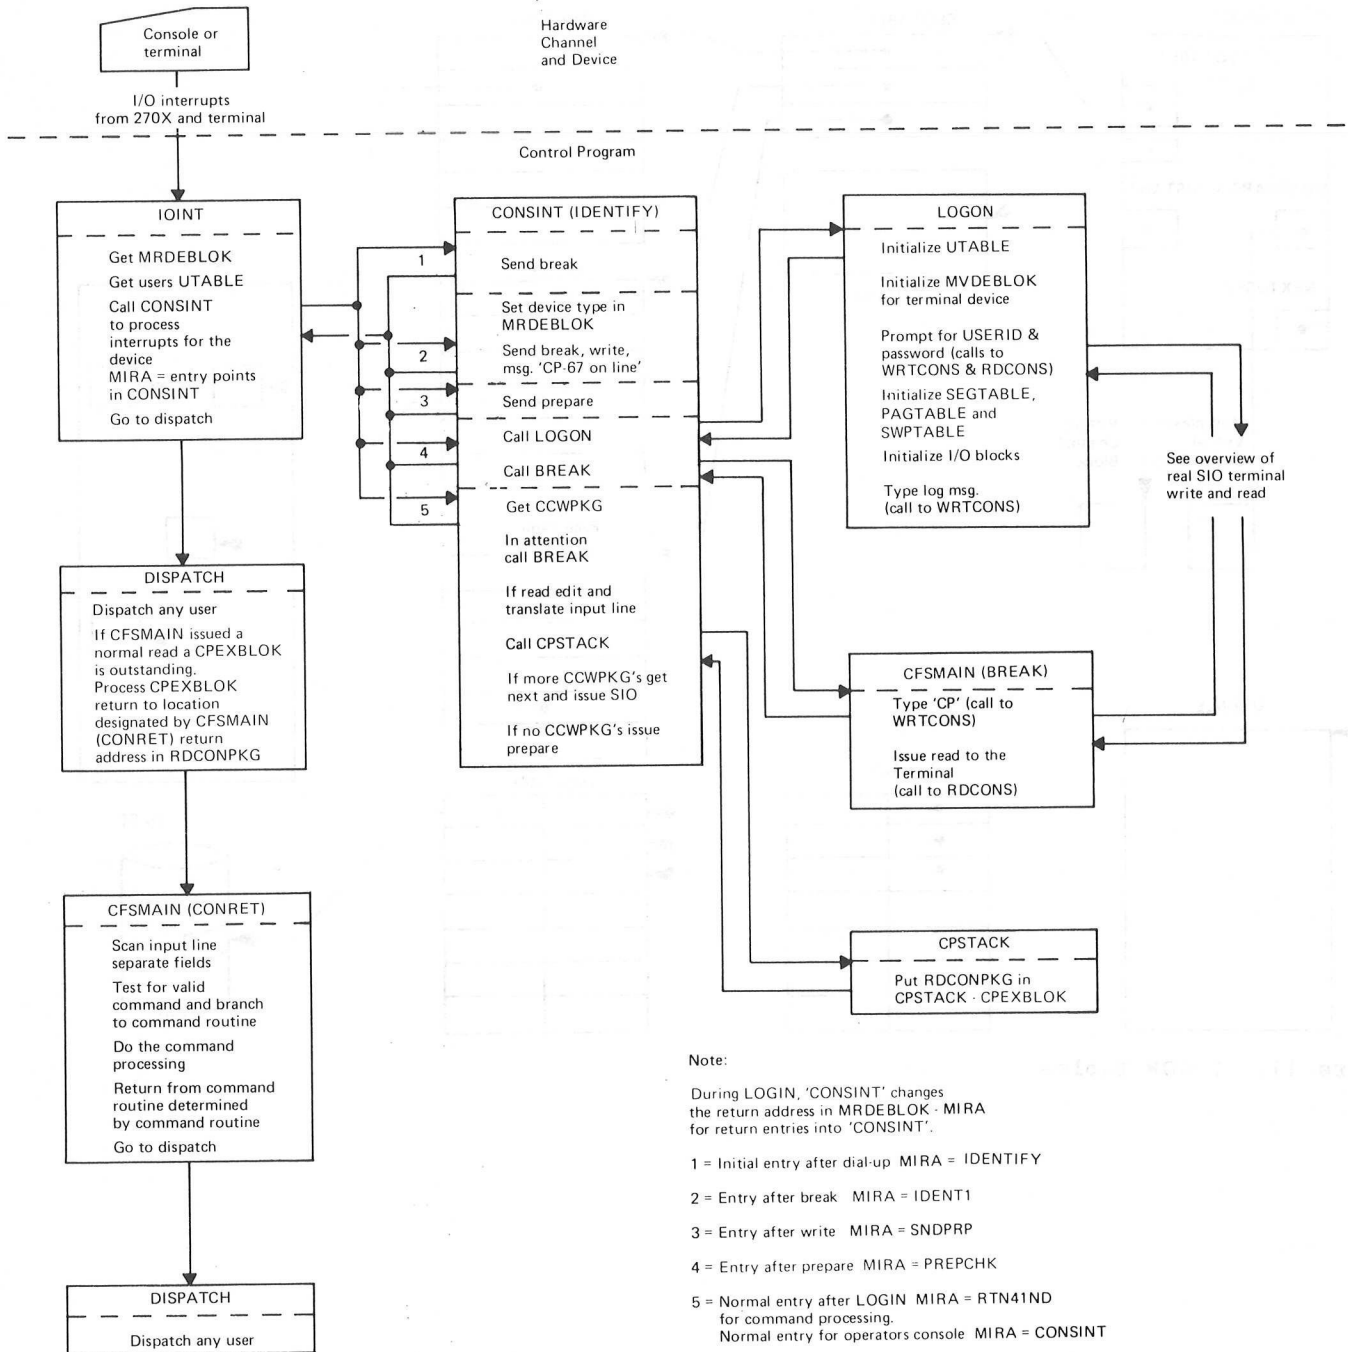 Console or
terminal
Hardware
Channel
and Device
I/O interrupts
from 270X and terminal
Control Program
IOINT
Get MRDEBLOK
Get users UTABLE
Call CONSINT
to process
interrupts for the
device
MIRA = entry points
in CONSINT
Go to dispatch
1
2
3
4
5
CONSINT (IDENTIFY)
Send break
Set device type in
MRDEBLOK
Send break, write,
msg. 'CP-67 on line'
Send prepare
Call LOGON
Call BREAK
Get CCWPKG
In attention
call BREAK
If read edit and
translate input line
Call CPSTACK
If more CCWPKG's get
next and issue SIO
If no CCWPKG's issue
prepare
LOGON
Initialize UTABLE
Initialize MVDEBLOK
for terminal device
Prompt for USERID &
password (calls to
WRTCONS & RDCONS)
Initialize SEGTABLE,
PAGTABLE and
SWPTABLE
Initialize I/O blocks
Type log msg.
(call to WRTCONS)
See overview of
real SIO terminal
write and read
DISPATCH
Dispatch any user
If CFSMAIN issued a
normal read a CPEXBLOK
is outstanding.
Process CPEXBLOK
return to location
designated by CFSMAIN
(CONRET) return
address in RDCONPKG
CFSMAIN (BREAK)
Type 'CP' (call to
WRTCONS)
Issue read to the
Terminal
(call to RDCONS)
CFSMAIN (CONRET)
Scan input line
separate fields
Test for valid
command and branch
to command routine
Do the command
processing
Return from command
routine determined
by command routine
Go to dispatch
CPSTACK
Put RDCONPKG in
CPSTACK - CPEXBLOK
DISPATCH
Dispatch any user
Note:
During LOGIN, 'CONSINT' changes
the return address in MRDEBLOK - MIRA
for return entries into 'CONSINT'.
1 = Initial entry after dial-up MIRA = IDENTIFY
2 = Entry after break MIRA = IDENT1
3 = Entry after write MIRA = SNDPRP
4 = Entry after prepare MIRA = PREPCHK
5 = Normal entry after LOGIN MIRA = RTN41ND
for command processing.
Normal entry for operators console MIRA = CONSINT